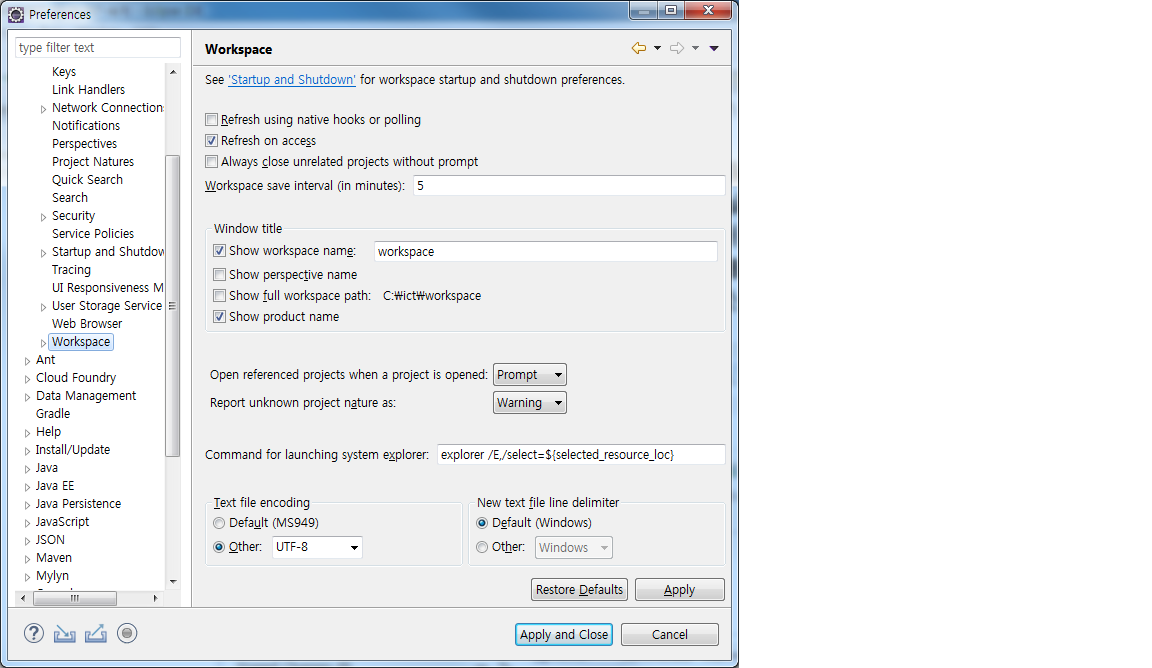 Preferences
type filter text
Keys
Link Handlers
Network Connection
Notifications
Perspectives
Project Natures
Quick Search
Search
Security
Service Policies
Startup and Shutdow
Tracing
UI Responsiveness M
User Storage Service
Web Browser
Workspace
Ant
Cloud Foundry
Data Management
Gradle
Help
Install/Update
Java
Java EE
Java Persistence
JavaScript
JSON
Maven
Mylyn
Workspace
See 'Startup and Shutdown' for workspace startup and shutdown preferences.
Refresh using native hooks or polling
Refresh on access
Always close unrelated projects without prompt
Workspace save interval (in minutes): 5
Window title
Show workspace name: workspace
Show perspective name
Show full workspace path: C:₩ict₩workspace
Show product name
Open referenced projects when a project is opened: Prompt
Report unknown project nature as: Warning
Command for launching system explorer: explorer /E,/select=${selected_resource_loc}
Text file encoding
Default (MS949)
Other: UTF-8
New text file line delimiter
Default (Windows)
Other: Windows
Restore Defaults Apply
Apply and Close Cancel